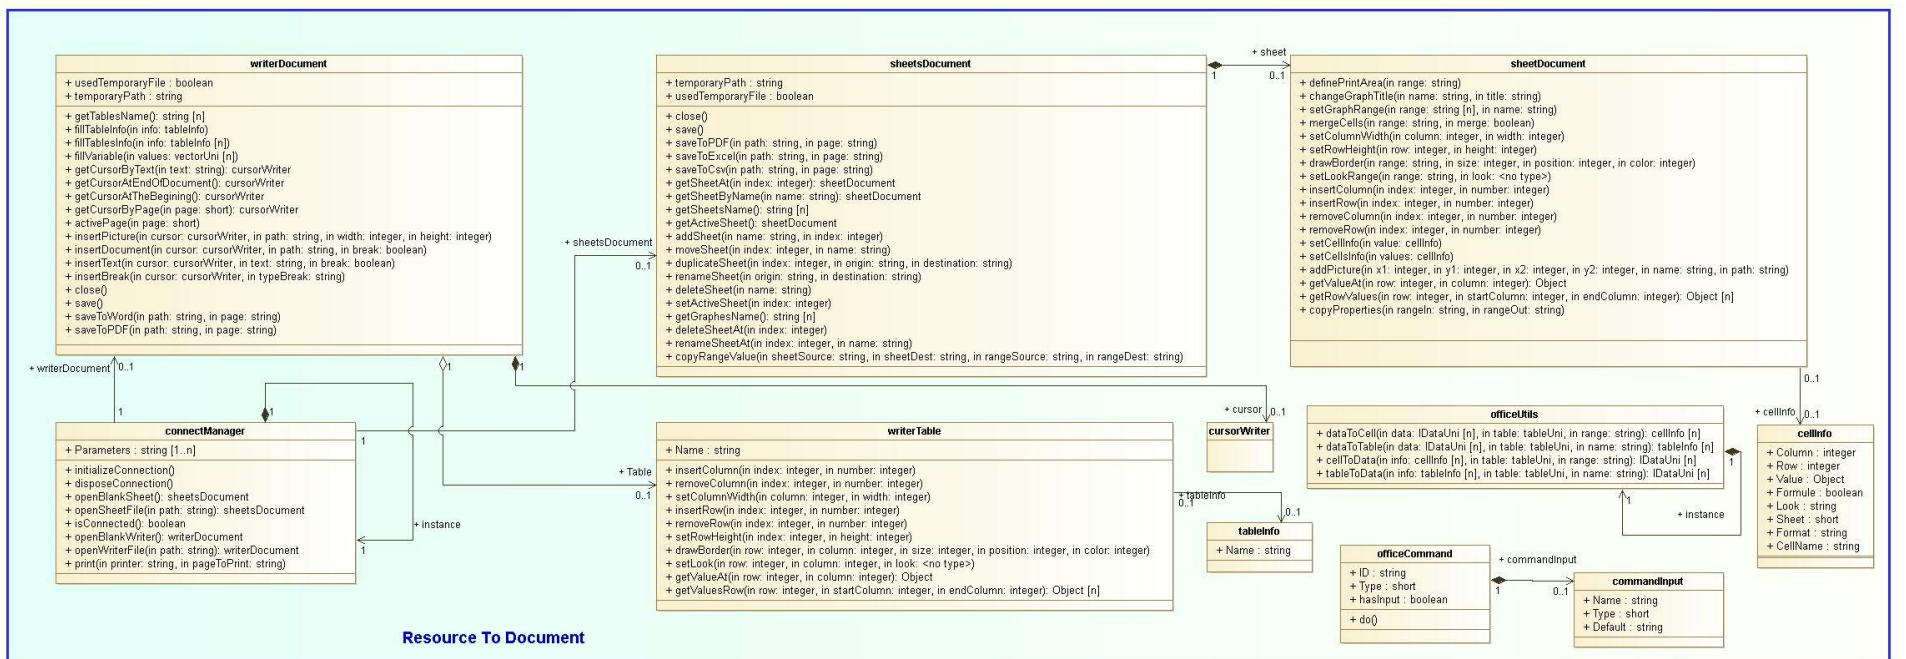 writerDocument
+ usedTemporaryFile : boolean
+ temporaryPath : string
+ getTablesName(): string [n]
+ fillTableInfo(in info: tableInfo)
+ fillTablesInfo(in info: tableInfo [n])
+ fillVariable(in values: vectorUni [n])
+ getCursorByText(in text: string): cursorWriter
+ getCursorAtEndOfDocument(): cursorWriter
+ getCursorAtTheBegining(): cursorWriter
+ getCursorByPage(in page: short): cursorWriter
+ activePage(in page: short)
+ insertPicture(in cursor: cursorWriter, in path: string, in width: integer, in height: integer)
+ insertDocument(in cursor: cursorWriter, in path: string, in break: boolean)
+ insertText(in cursor: cursorWriter, in text: string, in break: boolean)
+ insertBreak(in cursor: cursorWriter, in typeBreak: string)
+ close()
+ save()
+ saveToWord(in path: string, in page: string)
+ saveToPDF(in path: string, in page: string)
sheetsDocument
+ temporaryPath : string
+ usedTemporaryFile : boolean
+ close()
+ save()
+ saveToPDF(in path: string, in page: string)
+ saveToExcel(in path: string, in page: string)
+ saveToCsv(in path: string, in page: string)
+ getSheetAt(in index: integer): sheetDocument
+ getSheetByName(in name: string): sheetDocument
+ getSheetsName(): string [n]
+ getActiveSheet(): sheetDocument
+ addSheet(in name: string, in index: integer)
+ moveSheet(in index: integer, in name: string)
+ duplicateSheet(in index: integer, in origin: string, in destination: string)
+ renameSheet(in origin: string, in destination: string)
+ deleteSheet(in name: string)
+ setActiveSheet(in index: integer)
+ getGraphesName(): string [n]
+ deleteSheetAt(in index: integer)
+ renameSheetAt(in index: integer, in name: string)
+ copyRangeValue(in sheetSource: string, in sheetDest: string, in rangeSource: string, in rangeDest: string)
+ sheet
1
0..1
sheetDocument
+ definePrintArea(in range: string)
+ changeGraphTitle(in name: string, in title: string)
+ setGraphRange(in range: string [n], in name: string)
+ mergeCells(in range: string, in merge: boolean)
+ setColumnWidth(in column: integer, in width: integer)
+ setRowHeight(in row: integer, in height: integer)
+ drawBorder(in range: string, in size: integer, in position: integer, in color: integer)
+ setLookRange(in range: string, in look: <no type>)
+ insertColumn(in index: integer, in number: integer)
+ insertRow(in index: integer, in number: integer)
+ removeColumn(in index: integer, in number: integer)
+ removeRow(in index: integer, in number: integer)
+ setCellInfo(in value: cellInfo)
+ setCellsInfo(in values: cellInfo)
+ addPicture(in x1: integer, in y1: integer, in x2: integer, in y2: integer, in name: string, in path: string)
+ getValueAt(in row: integer, in column: integer): Object
+ getRowValues(in row: integer, in startColumn: integer, in endColumn: integer): Object [n]
+ copyProperties(in rangeIn: string, in rangeOut: string)
+ sheetsDocument
0..1
+ writerDocument
0..1
1
1
1
1
0..1
connectManager
+ Parameters : string [1..n]
+ initializeConnection()
+ disposeConnection()
+ openBlankSheet(): sheetsDocument
+ openSheetFile(in path: string): sheetsDocument
+ isConnected(): boolean
+ openBlankWriter(): writerDocument
+ openWriterFile(in path: string): writerDocument
+ print(in printer: string, in pageToPrint: string)
1
+ instance
1
+ Table
0..1
writerTable
+ Name : string
+ insertColumn(in index: integer, in number: integer)
+ removeColumn(in index: integer, in number: integer)
+ setColumnWidth(in column: integer, in width: integer)
+ insertRow(in index: integer, in number: integer)
+ removeRow(in index: integer, in number: integer)
+ setRowHeight(in index: integer, in height: integer)
+ drawBorder(in row: integer, in column: integer, in size: integer, in position: integer, in color: integer)
+ setLook(in row: integer, in column: integer, in look: <no type>)
+ getValueAt(in row: integer, in column: integer): Object
+ getValuesRow(in row: integer, in startColumn: integer, in endColumn: integer): Object [n]
+ cursor
0..1
cursorWriter
+ tableInfo
0..1
0..1
tableInfo
+ Name : string
officeUtils
+ dataToCell(in data: IDataUni [n], in table: tableUni, in range: string): cellInfo [n]
+ dataToTable(in data: IDataUni [n], in table: tableUni, in name: string): tableInfo [n]
+ cellToData(in info: cellInfo [n], in table: tableUni, in range: string): IDataUni [n]
+ tableToData(in info: tableInfo [n], in table: tableUni, in name: string): IDataUni [n]
1
1
+ instance
+ cellInfo
0..1
cellInfo
+ Column : integer
+ Row : integer
+ Value : Object
+ Formule : boolean
+ Look : string
+ Sheet : short
+ Format : string
+ CellName : string
officeCommand
+ ID : string
+ Type : short
+ hasInput : boolean
+ do()
+ commandInput
1
0..1
commandInput
+ Name : string
+ Type : short
+ Default : string
Resource To Document